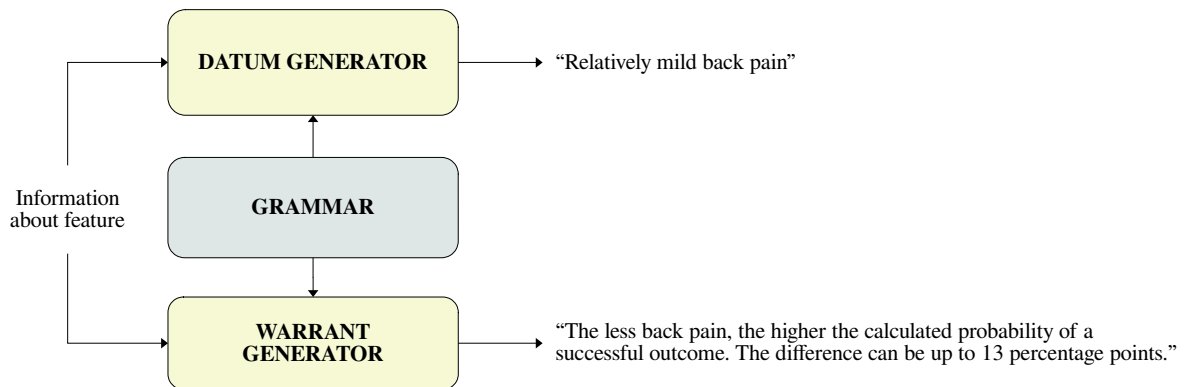 DATUM GENERATOR
“Relatively mild back pain”
Information
about feature
GRAMMAR
WARRANT
GENERATOR
“The less back pain, the higher the calculated probability of a
successful outcome. The difference can be up to 13 percentage points.”